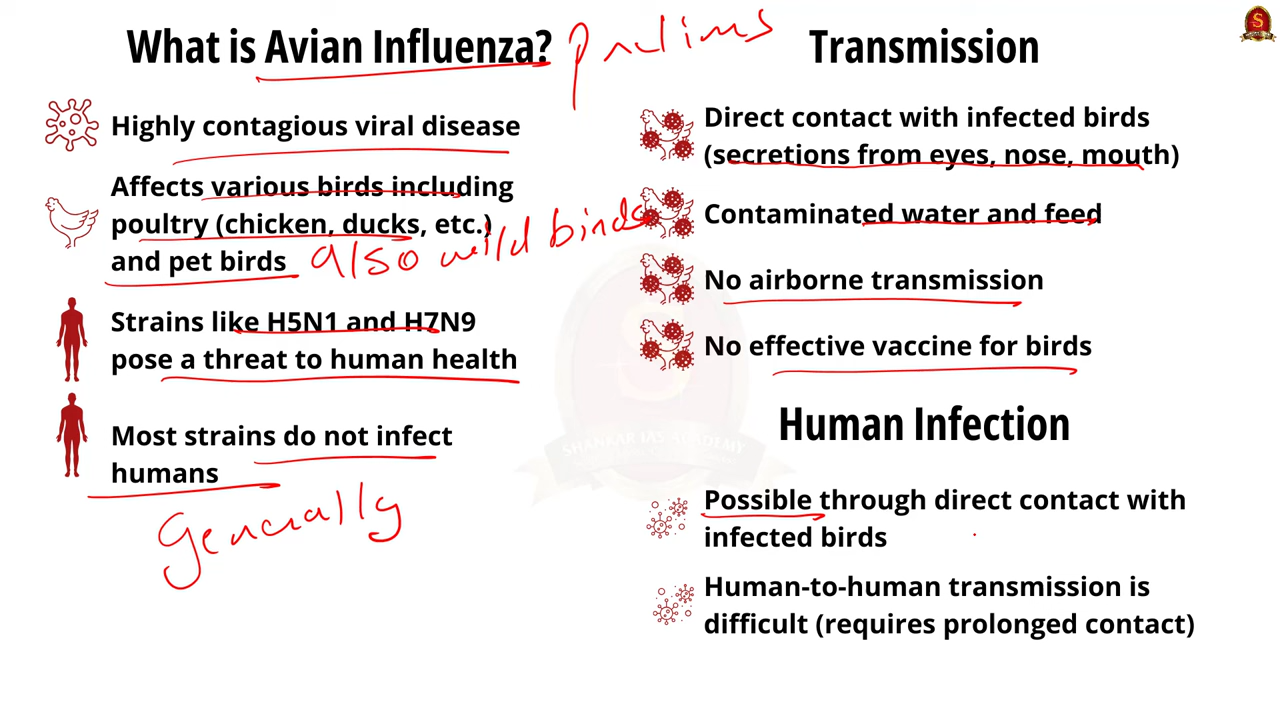 What is Avian Influenza? Prelims
Highly contagious viral disease
Affects various birds including
poultry (chicken, ducks, etc.)
and pet birds also wild birds
Strains like H5N1 and H7N9
pose a threat to human health
Most strains do not infect
humans
Generally
Transmission
Direct contact with infected birds
(secretions from eyes, nose, mouth)
Contaminated water and feed
No airborne transmission
No effective vaccine for birds
Human Infection
Possible through direct contact with
infected birds
Human-to-human transmission is
difficult (requires prolonged contact)
S
SHANKAR IAS ACADEMY